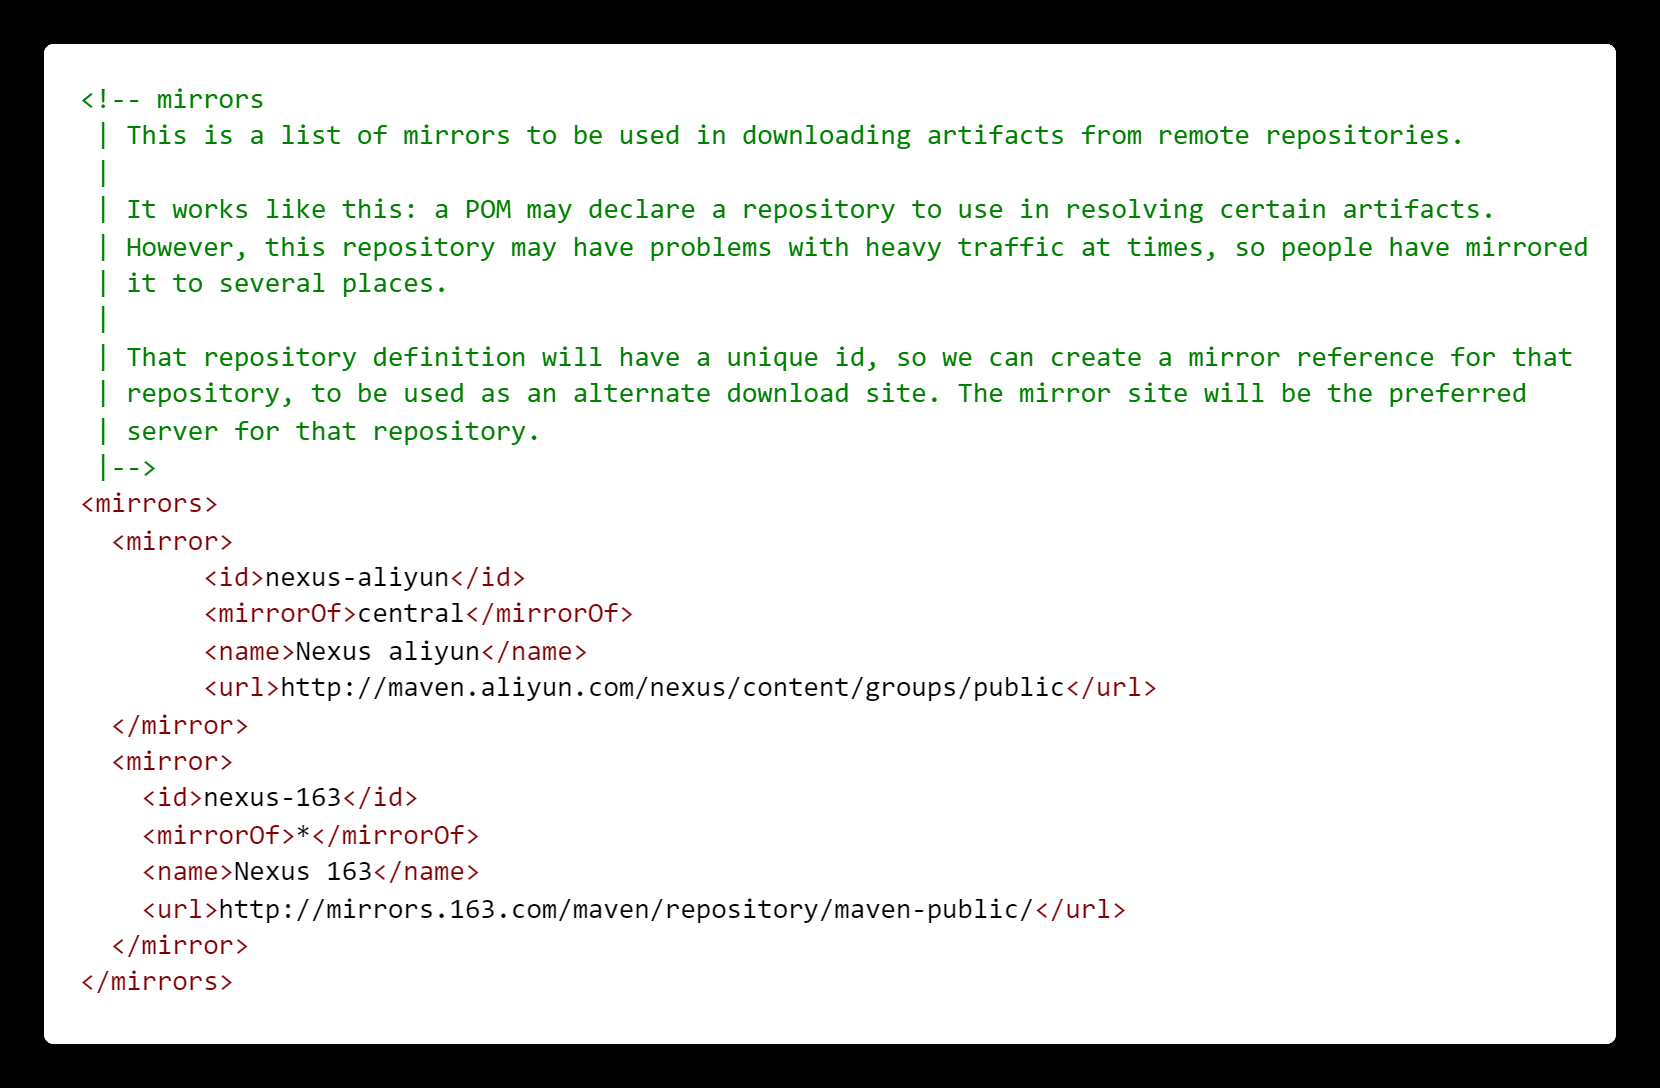 <!-- mirrors
 | This is a list of mirrors to be used in downloading artifacts from remote repositories.
 |
 | It works like this: a POM may declare a repository to use in resolving certain artifacts.
 | However, this repository may have problems with heavy traffic at times, so people have mirrored
 | it to several places.
 |
 | That repository definition will have a unique id, so we can create a mirror reference for that
 | repository, to be used as an alternate download site. The mirror site will be the preferred
 | server for that repository.
 |-->
<mirrors>
  <mirror>
        <id>nexus-aliyun</id>
        <mirrorOf>central</mirrorOf>
        <name>Nexus aliyun</name>
        <url>http://maven.aliyun.com/nexus/content/groups/public</url>
  </mirror>
  <mirror>
    <id>nexus-163</id>
    <mirrorOf>*</mirrorOf>
    <name>Nexus 163</name>
    <url>http://mirrors.163.com/maven/repository/maven-public/</url>
  </mirror>
</mirrors>